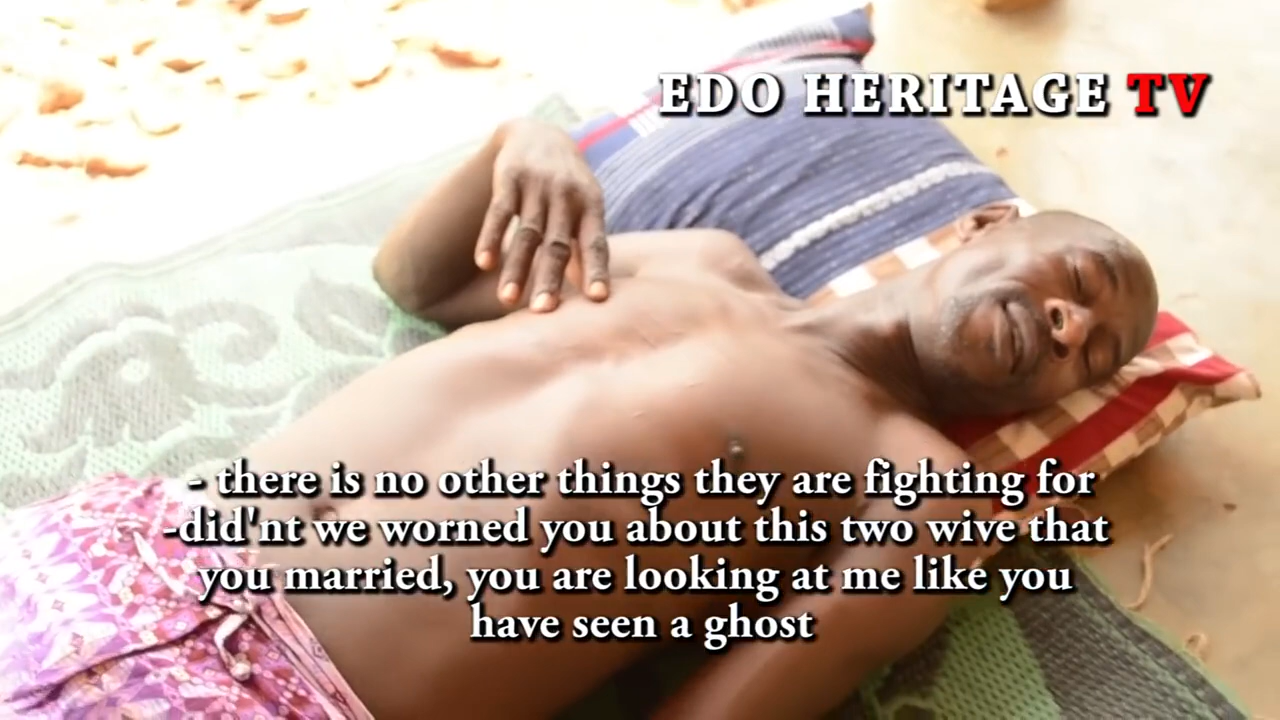 EDO HERITAGE TV
- there is no other things they are fighting for
-did'nt we worned you about this two wive that
you married, you are looking at me like you
have seen a ghost